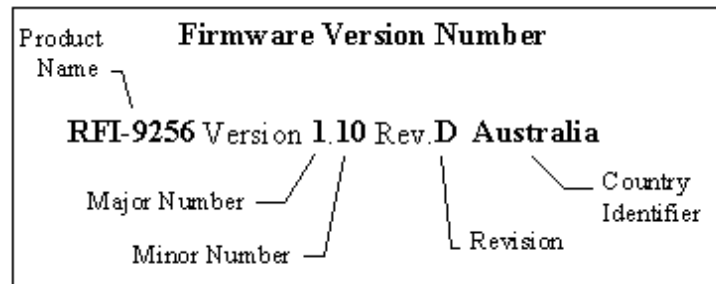 Firmware Version Number
Product
Name
RFI-9256 Version 1.10 Rev.D Australia
Major Number
Country
Identifier
Minor Number
Revision